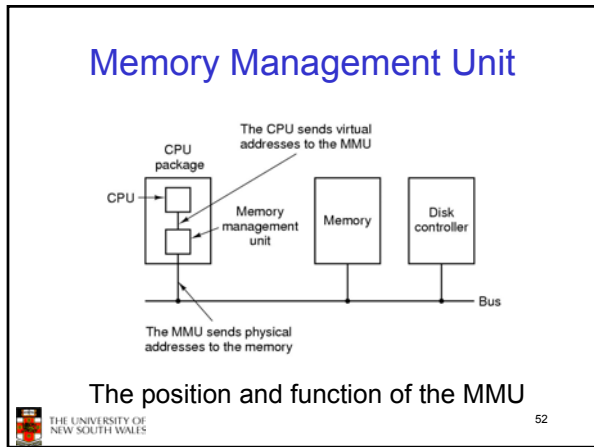 Memory Management Unit
The CPU sends virtual
addresses to the MMU
CPU
package
CPU
Memory
management
unit
Memory
Disk
controller
Bus
The MMU sends physical
addresses to the memory
The position and function of the MMU
THE UNIVERSITY OF
NEW SOUTH WALES
52